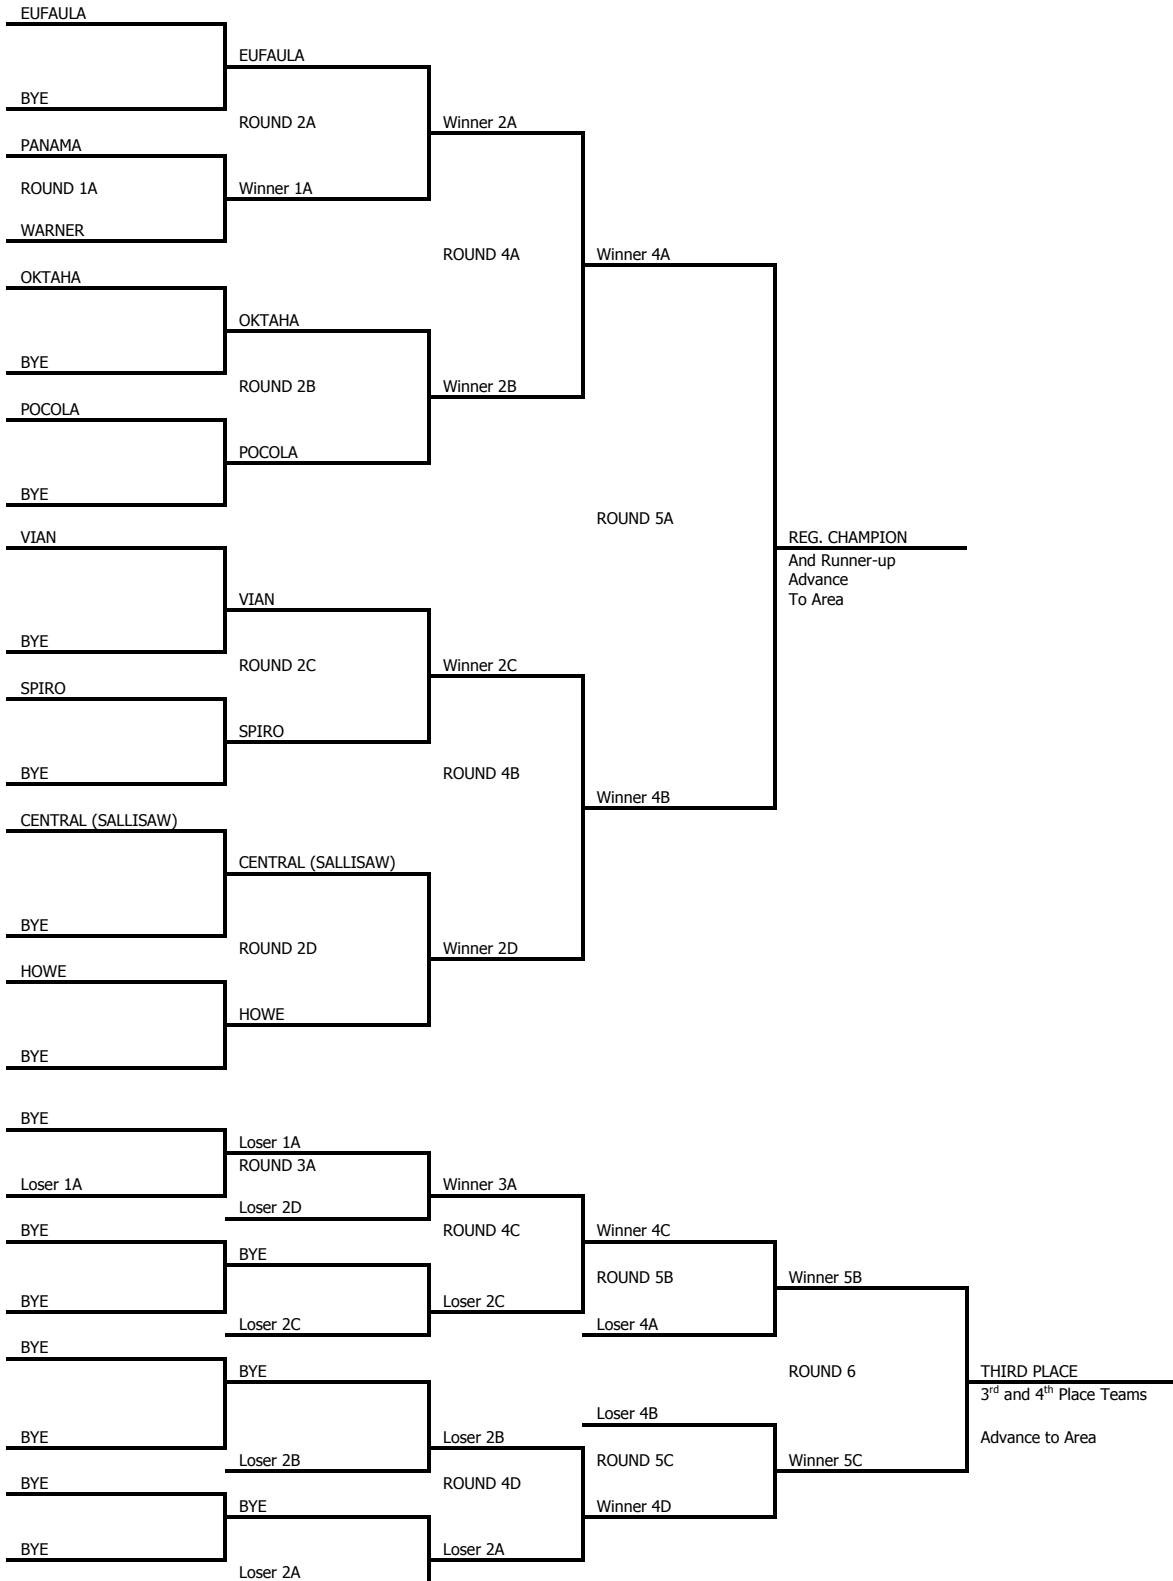 EUFAULA
EUFAULA
BYE
ROUND 2A
Winner 2A
PANAMA
ROUND 1A
Winner 1A
WARNER
ROUND 4A
Winner 4A
OKTAHA
OKTAHA
BYE
ROUND 2B
Winner 2B
POCOLA
POCOLA
BYE
ROUND 5A
VIAN
REG. CHAMPION
And Runner-up
Advance
To Area
VIAN
BYE
ROUND 2C
Winner 2C
SPIRO
SPIRO
BYE
ROUND 4B
Winner 4B
CENTRAL (SALLISAW)
CENTRAL (SALLISAW)
BYE
ROUND 2D
Winner 2D
HOWE
HOWE
BYE
BYE
Loser 1A
ROUND 3A
Loser 1A
Winner 3A
Loser 2D
BYE
ROUND 4C
Winner 4C
BYE
ROUND 5B
Winner 5B
BYE
Loser 2C
Loser 2C
Loser 4A
BYE
BYE
ROUND 6
THIRD PLACE
3rd and 4th Place Teams
Loser 4B
BYE
Loser 2B
Advance to Area
Loser 2B
ROUND 5C
Winner 5C
BYE
ROUND 4D
BYE
Winner 4D
BYE
Loser 2A
Loser 2A